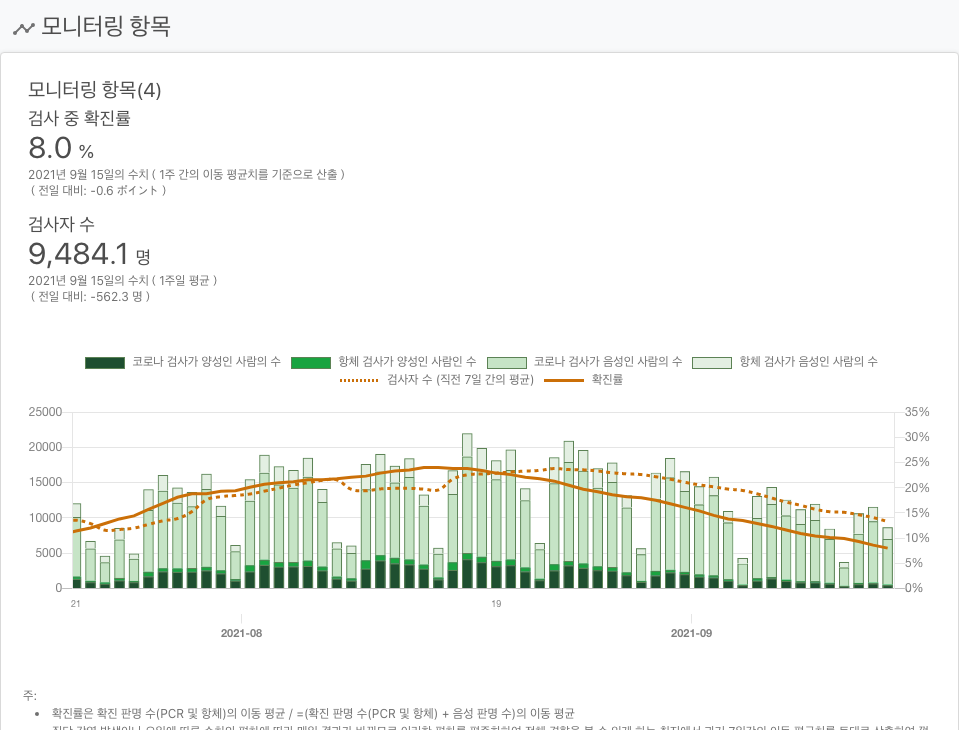 모니터링 항목
모니터링 항목(4)
검사 중 확진률
8.0 %
2021년 9월 15일의 수치 ( 1주 간의 이동 평균치를 기준으로 산출 )
( 전일 대비: -0.6 ポイント )
검사자 수
9,484.1 명
2021년 9월 15일의 수치 ( 1주일 평균 )
( 전일 대비: -562.3 명 )
코로나 검사가 양성인 사람의 수 항체 검사가 양성인 사람인 수 코로나 검사가 음성인 사람의 수 항체 검사가 음성인 사람의 수
검사자 수 (직전 7일 간의 평균) 확진률
25000 35%
30%
20000
25%
15000
20%
10000
15%
10%
5000
5%
0 0%
21 19
2021-08 2021-09
주:
• 확진률은 확진 판명 수(PCR 및 항체)의 이동 평균 / =(확진 판명 수(PCR 및 항체) + 음성 판명 수)의 이동 평균